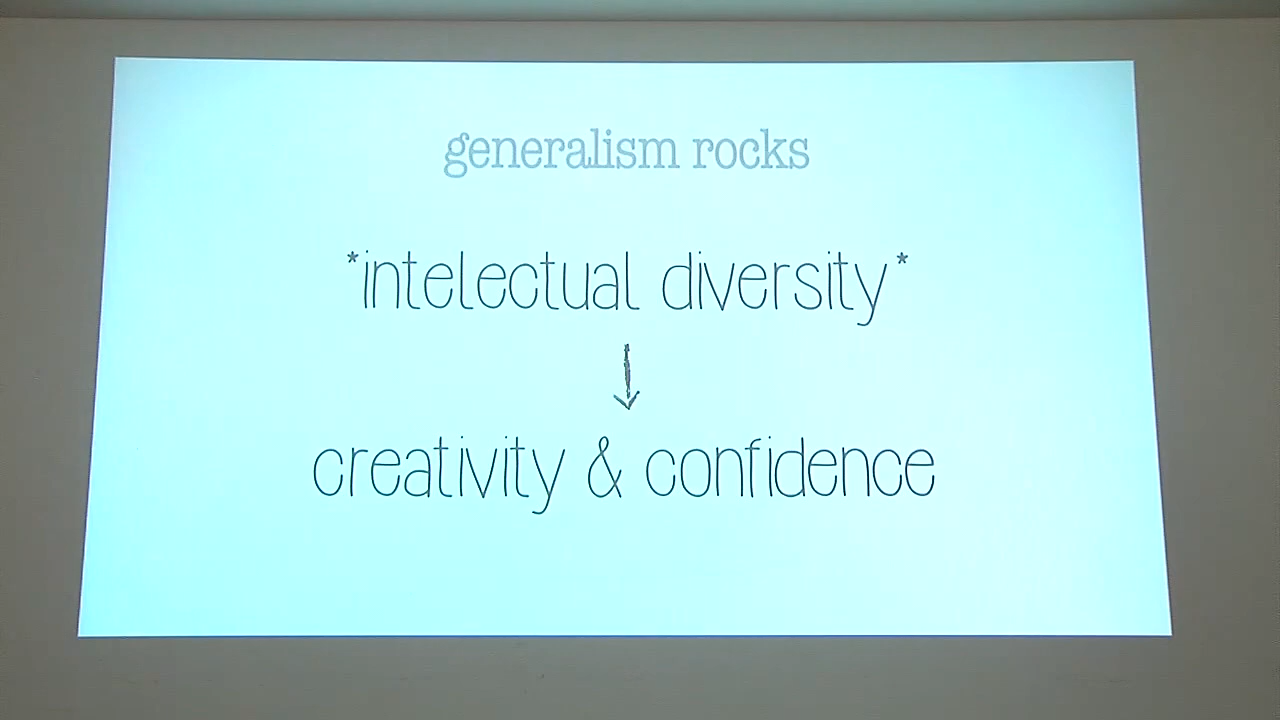 generalism rocks
*intelectual diversity*
creativity & confidence